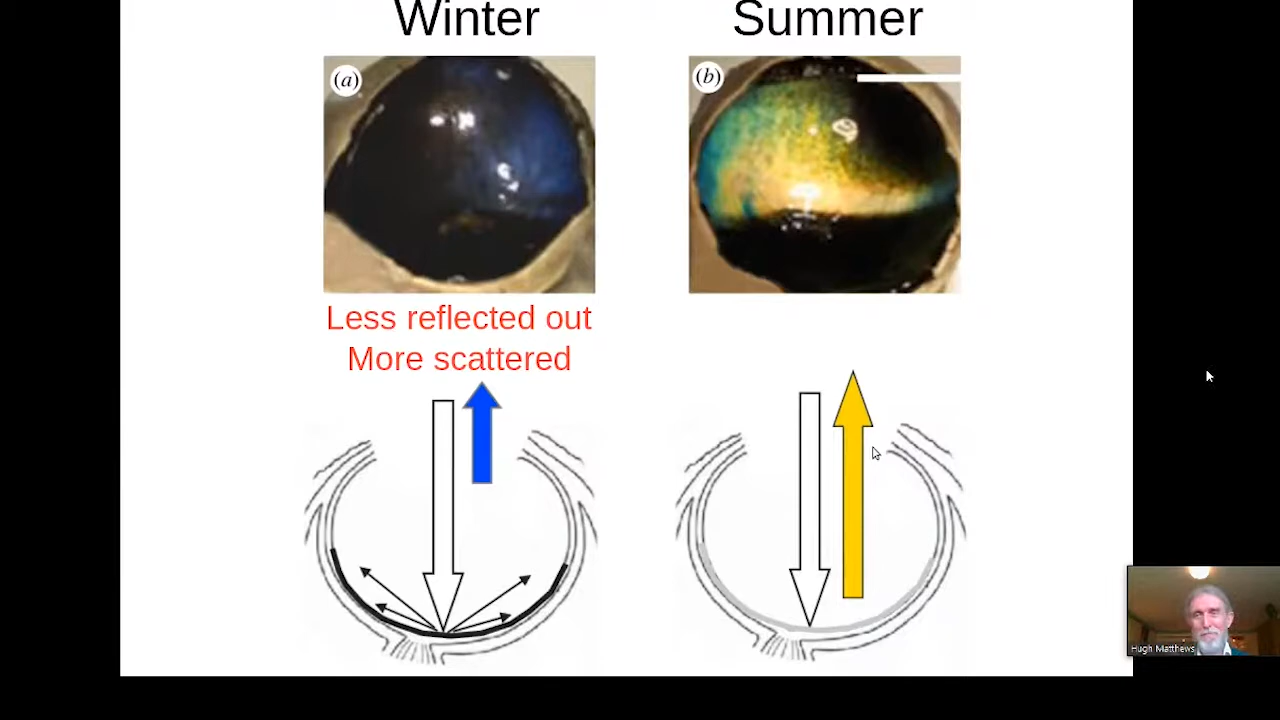 Winter
Summer
(a)
(b)
Less reflected out
More scattered
Hugh Matthews